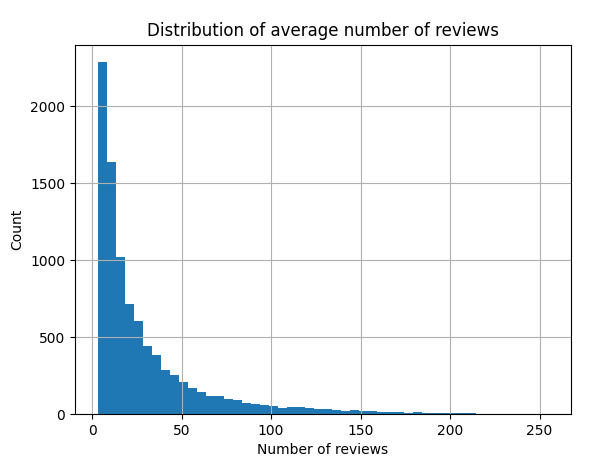 Distribution of average number of reviews
2000
1500
1000
500
0
Count
0 50 100 150 200 250
Number of reviews